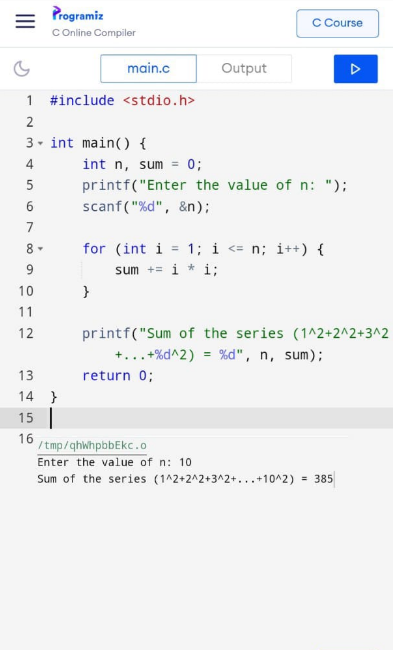 Programiz
C Online Compiler
C Course
main.c
Output
1 #include <stdio.h>
2
3 int main() {
4 int n, sum = 0;
5 printf("Enter the value of n: ");
6 scanf("%d", &n);
7
8 for (int i = 1; i <= n; i++) {
9 sum += i * i;
10 }
11
12 printf("Sum of the series (1^2+2^2+3^2
+...+%d^2) = %d", n, sum);
13 return 0;
14 }
15
16
/tmp/qhWhpbbEkc.o
Enter the value of n: 10
Sum of the series (1^2+2^2+3^2+...+10^2) = 385